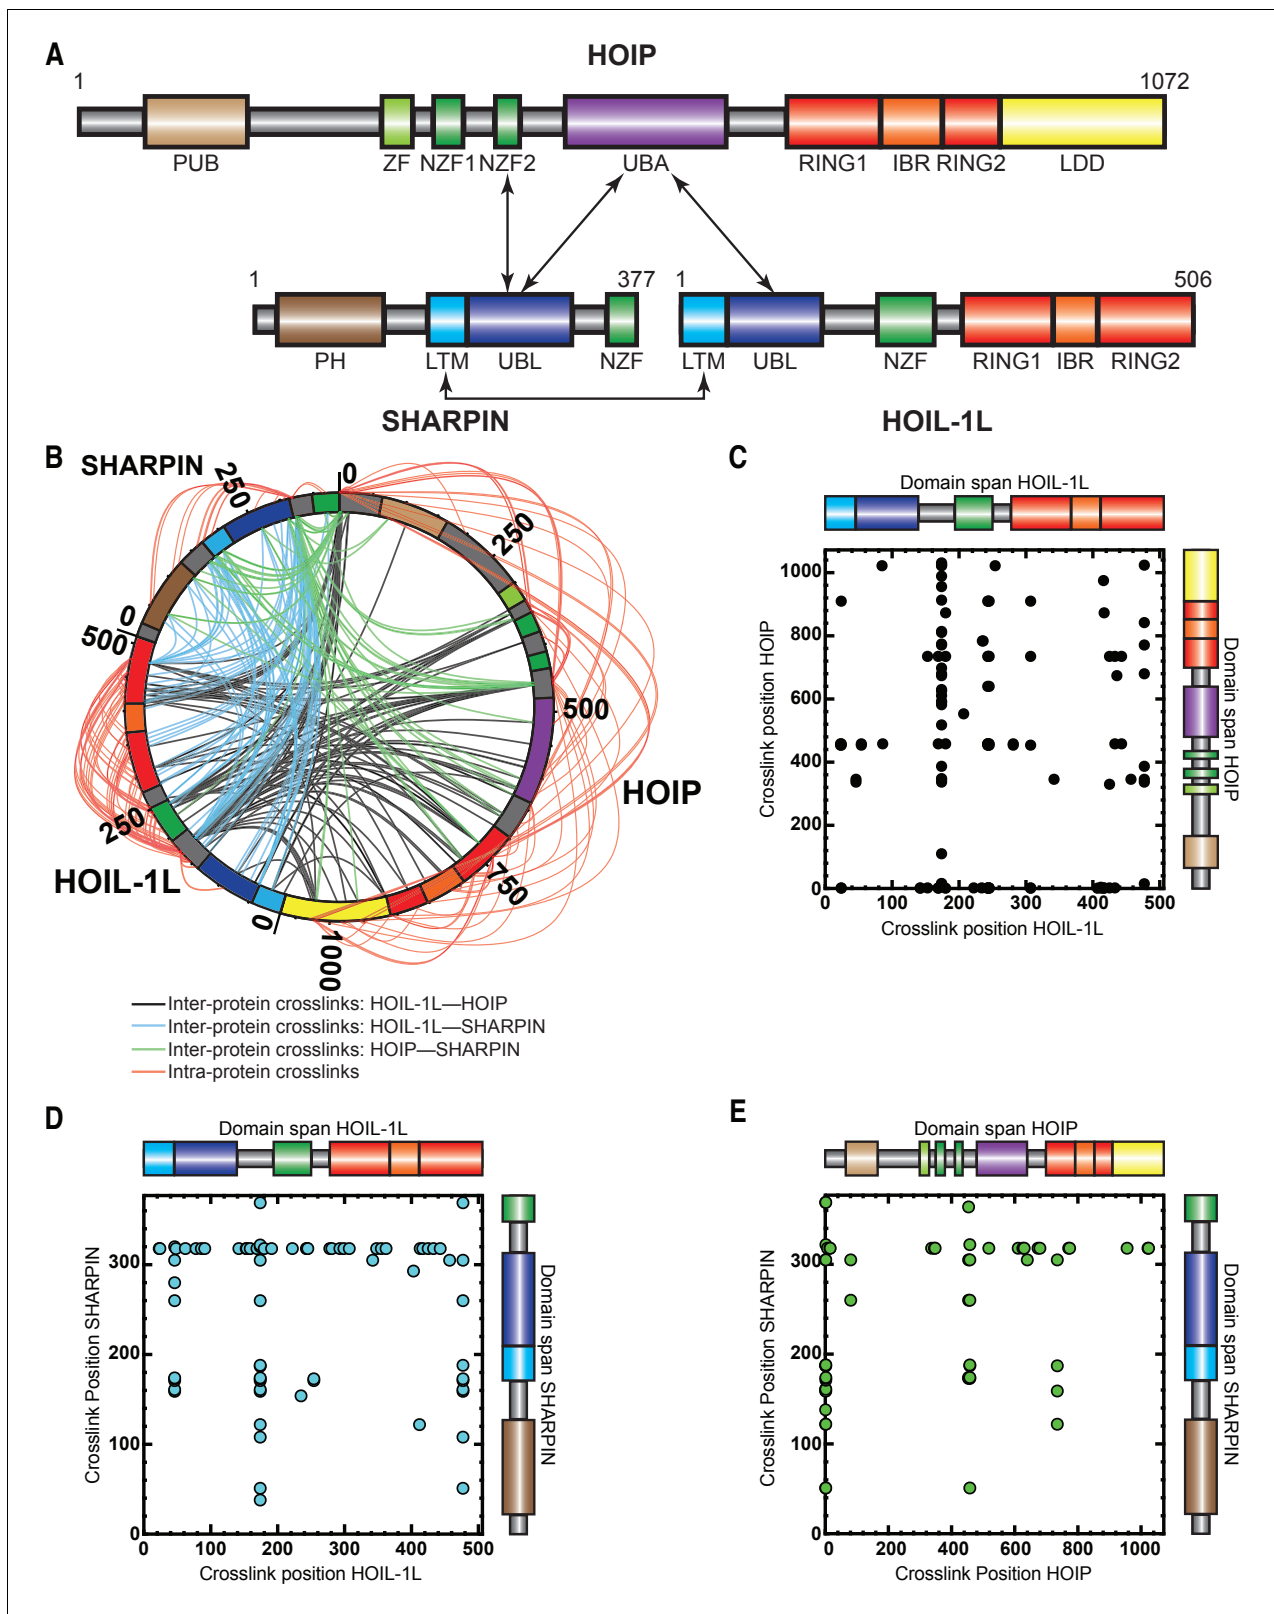 A
HOIP
1
1072
PUB
ZF
NZF1
NZF2
UBA
RING1
IBR
RING2
LDD
1
377
1
506
PH
LTM
UBL
NZF
LTM
UBL
NZF
RING1
IBR
RING2
SHARPIN
HOIL-1L
B
SHARPIN
250
0
250
500
HOIP
750
1000
0
HOIL-1L
250
500
0
Inter-protein crosslinks: HOIL-1L—HOIP
Inter-protein crosslinks: HOIL-1L—SHARPIN
Inter-protein crosslinks: HOIP—SHARPIN
Intra-protein crosslinks
C
Domain span HOIL-1L
Crosslink position HOIP
1000
800
600
400
200
0
0 100 200 300 400 500
Crosslink position HOIL-1L
Domain span HOIP
D
Domain span HOIL-1L
Crosslink Position SHARPIN
300
200
100
0
0 100 200 300 400 500
Crosslink position HOIL-1L
Domain span SHARPIN
E
Domain span HOIP
Crosslink Position SHARPIN
300
200
100
0
0 200 400 600 800 1000
Crosslink Position HOIP
Domain span SHARPIN